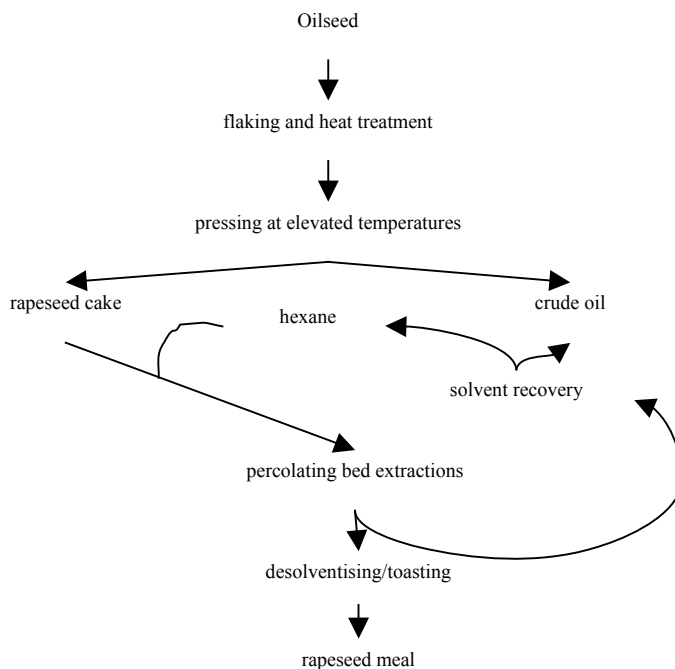 Oilseed
flaking and heat treatment
pressing at elevated temperatures
rapeseed cake
hexane
crude oil
solvent recovery
percolating bed extractions
desolventising/toasting
rapeseed meal